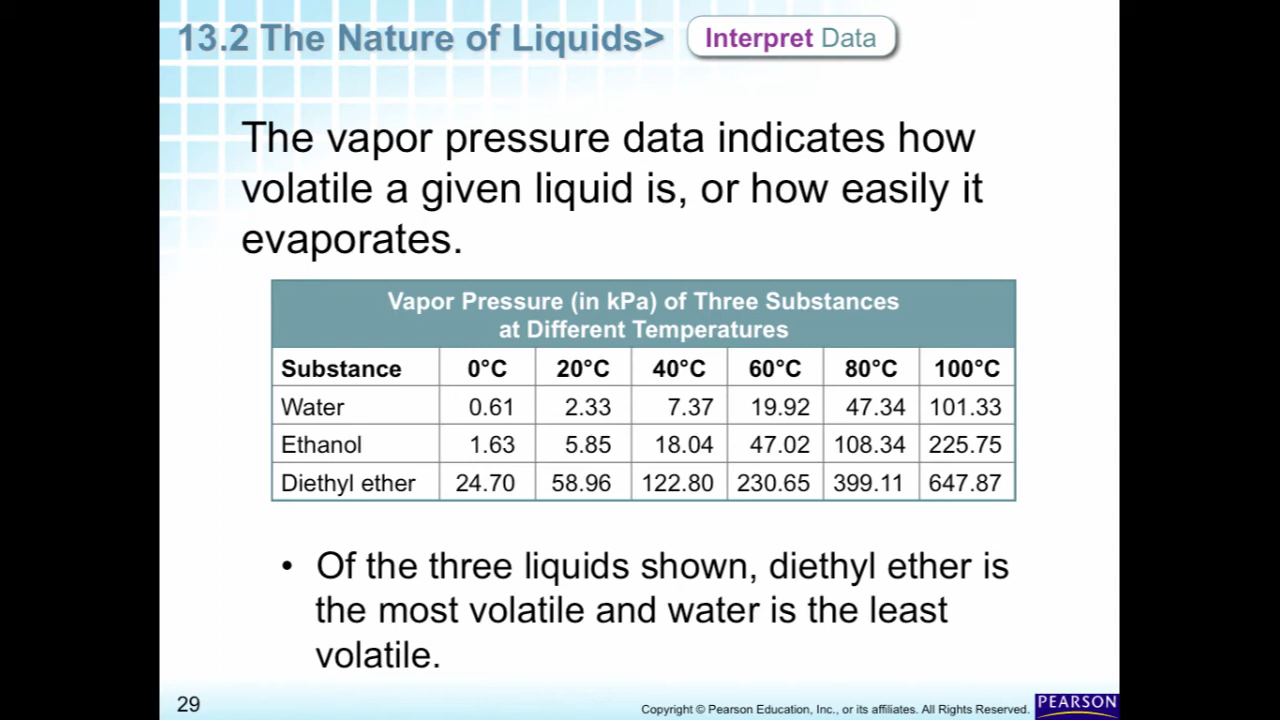 13.2 The Nature of Liquids> Interpret Data
The vapor pressure data indicates how
volatile a given liquid is, or how easily it
evaporates.
Vapor Pressure (in kPa) of Three Substances
at Different Temperatures
Substance 0°C 20°C 40°C 60°C 80°C 100°C
Water 0.61 2.33 7.37 19.92 47.34 101.33
Ethanol 1.63 5.85 18.04 47.02 108.34 225.75
Diethyl ether 24.70 58.96 122.80 230.65 399.11 647.87
• Of the three liquids shown, diethyl ether is
the most volatile and water is the least
volatile.
29 Copyright © Pearson Education, Inc., or its affiliates. All Rights Reserved. PEARSON